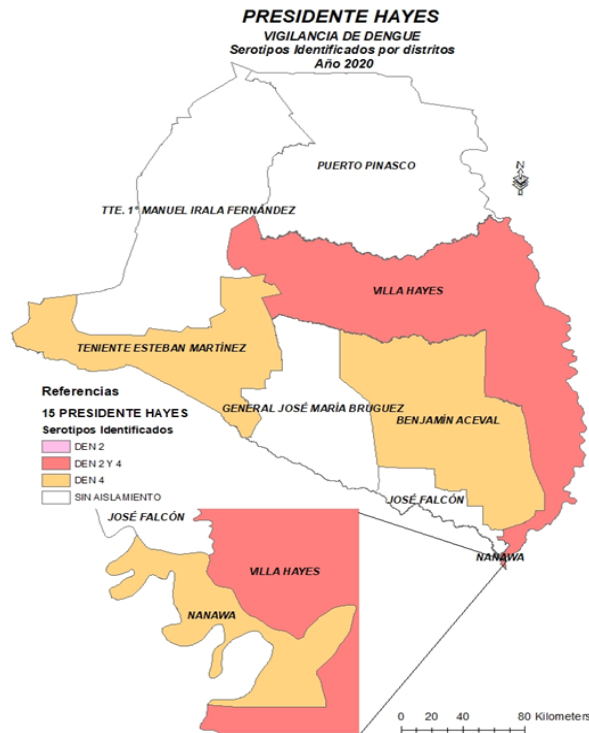 PRESIDENTE HAYES
VIGILANCIA DE DENGUE
Serotipos Identificados por distritos
Año 2020
N
PUERTO PINASCO
TTE. 1° MANUEL IRALA FERNÁNDEZ
VILLA HAYES
TENIENTE ESTEBAN MARTÍNEZ
GENERAL JOSÉ MARÍA BRUGUEZ
BENJAMÍN ACEVAL
JOSÉ FALCÓN
NANAWA
Referencias
15 PRESIDENTE HAYES
Serotipos Identificados
DEN 2
DEN 2 Y 4
DEN 4
SIN AISLAMIENTO
JOSÉ FALCÓN
VILLA HAYES
NANAWA
0 20 40 80 Kilometers